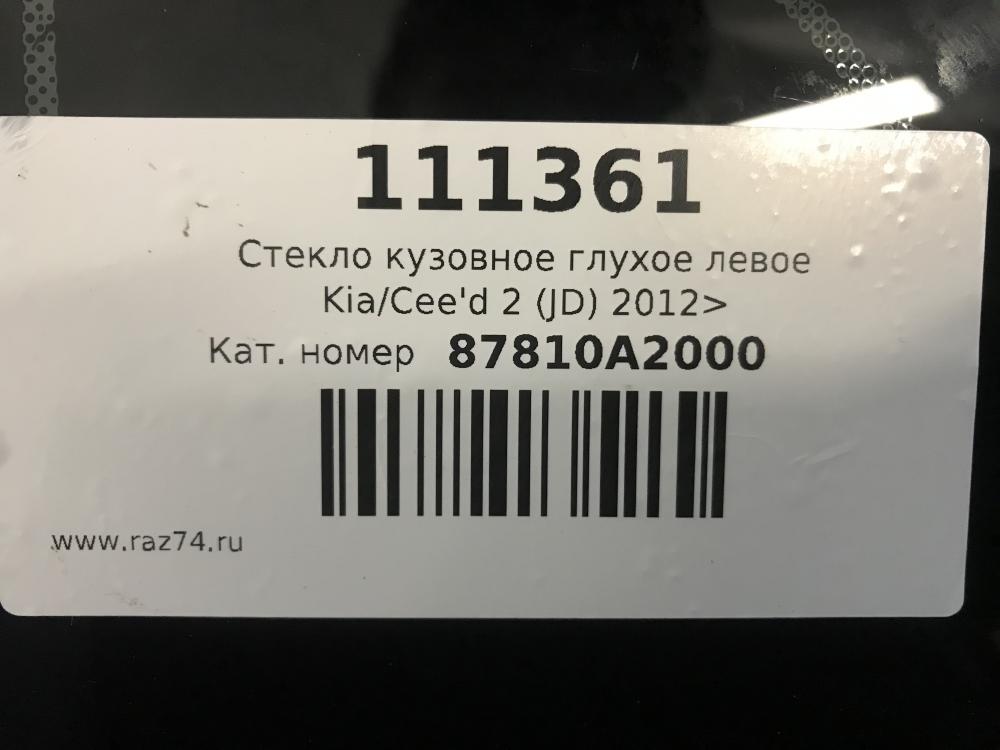 111361
Стекло кузовное глухое левое
Kia/Cee'd 2 (JD) 2012>
Кат. номер 87810A2000
www.raz74.ru